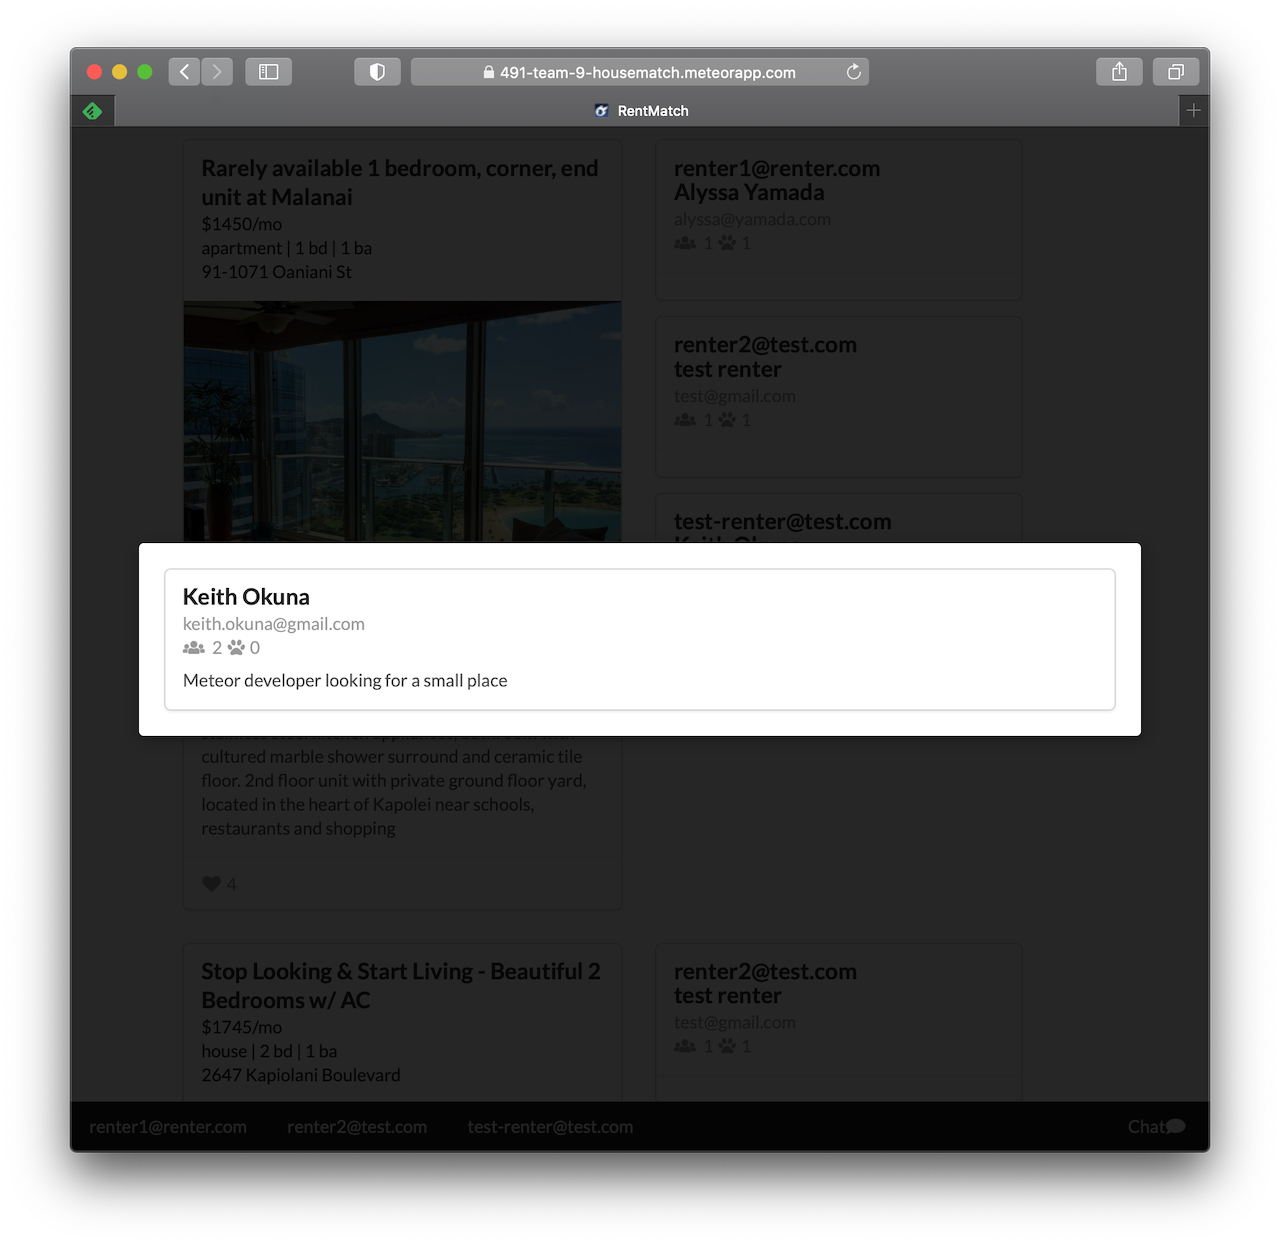 491-team-9-housematch.meteorapp.com
RentMatch
Rarely available 1 bedroom, corner, end
unit at Malanai
$1450/mo
apartment | 1 bd | 1 ba
91-1071 Oaniani St
renter1@renter.com
Alyssa Yamada
alyssa@yamada.com
1 1
renter2@test.com
test renter
test@gmail.com
1 1
test-renter@test.com
Keith Okuna
keith.okuna@gmail.com
2 0
Meteor developer looking for a small place
cultured marble shower surround and ceramic tile
floor. 2nd floor unit with private ground floor yard,
located in the heart of Kapolei near schools,
restaurants and shopping
4
Stop Looking & Start Living - Beautiful 2
Bedrooms w/ AC
$1745/mo
house | 2 bd | 1 ba
2647 Kapiolani Boulevard
renter2@test.com
test renter
test@gmail.com
1 1
renter1@renter.com renter2@test.com test-renter@test.com Chat